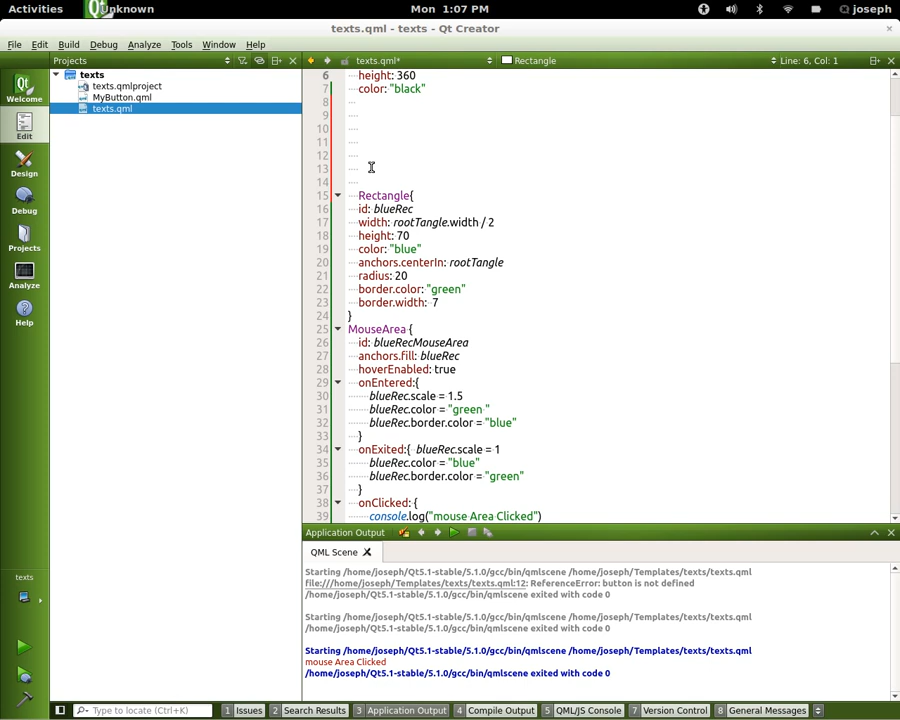 Activities Unknown Mon 1:07 PM joseph
texts.qml - texts - Qt Creator
File Edit Build Debug Analyze Tools Window Help
Projects texts.qml* Rectangle Line: 6, Col: 1
texts
texts.qmlproject
MyButton.qml
texts.qml
Welcome
Edit
Design
Debug
Projects
Analyze
Help
texts
6 height: 360
7 color: "black"
8
9
10
11
12
13
14
15 Rectangle{
16 id: blueRec
17 width: rootTangle.width / 2
18 height: 70
19 color: "blue"
20 anchors.centerIn: rootTangle
21 radius: 20
22 border.color: "green"
23 border.width: 7
24 }
25 MouseArea {
26 id: blueRecMouseArea
27 anchors.fill: blueRec
28 hoverEnabled: true
29 onEntered:{
30 blueRec.scale = 1.5
31 blueRec.color = "green "
32 blueRec.border.color = "blue"
33 }
34 onExited:{ blueRec.scale = 1
35 blueRec.color = "blue"
36 blueRec.border.color = "green"
37 }
38 onClicked: {
39 console.log("mouse Area Clicked")
Application Output
QML Scene
Starting /home/joseph/Qt5.1-stable/5.1.0/gcc/bin/qmlscene /home/joseph/Templates/texts/texts.qml
file:///home/joseph/Templates/texts/texts.qml:12: ReferenceError: button is not defined
/home/joseph/Qt5.1-stable/5.1.0/gcc/bin/qmlscene exited with code 0
Starting /home/joseph/Qt5.1-stable/5.1.0/gcc/bin/qmlscene /home/joseph/Templates/texts/texts.qml
/home/joseph/Qt5.1-stable/5.1.0/gcc/bin/qmlscene exited with code 0
Starting /home/joseph/Qt5.1-stable/5.1.0/gcc/bin/qmlscene /home/joseph/Templates/texts/texts.qml
mouse Area Clicked
/home/joseph/Qt5.1-stable/5.1.0/gcc/bin/qmlscene exited with code 0
Type to locate (Ctrl+K) 1 Issues 2 Search Results 3 Application Output 4 Compile Output 5 QML/JS Console 7 Version Control 8 General Messages